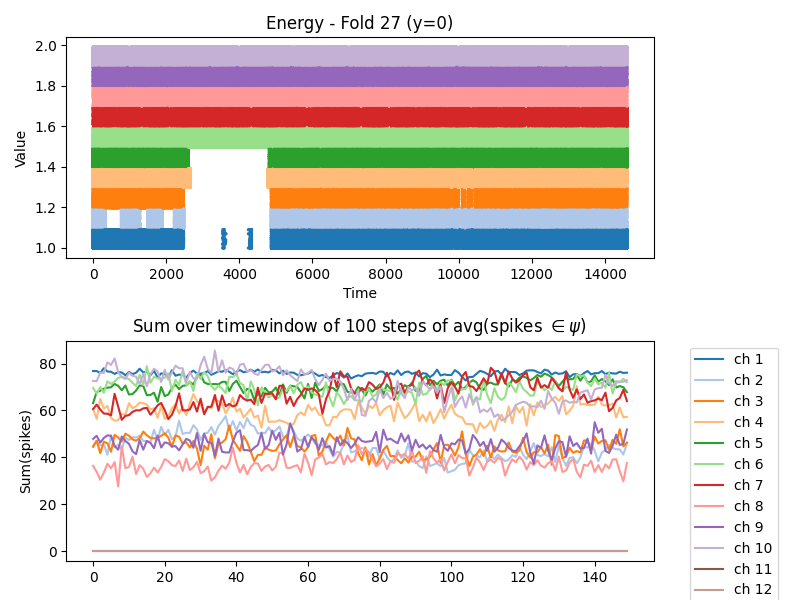 Energy - Fold 27 (y=0)
Value
2.0
1.8
1.6
1.4
1.2
1.0
0 2000 4000 6000 8000 10000 12000 14000
Time
Sum over timewindow of 100 steps of avg(spikes ∈ ψ)
Sum(spikes)
80
60
40
20
0
0 20 40 60 80 100 120 140
ch 1
ch 2
ch 3
ch 4
ch 5
ch 6
ch 7
ch 8
ch 9
ch 10
ch 11
ch 12